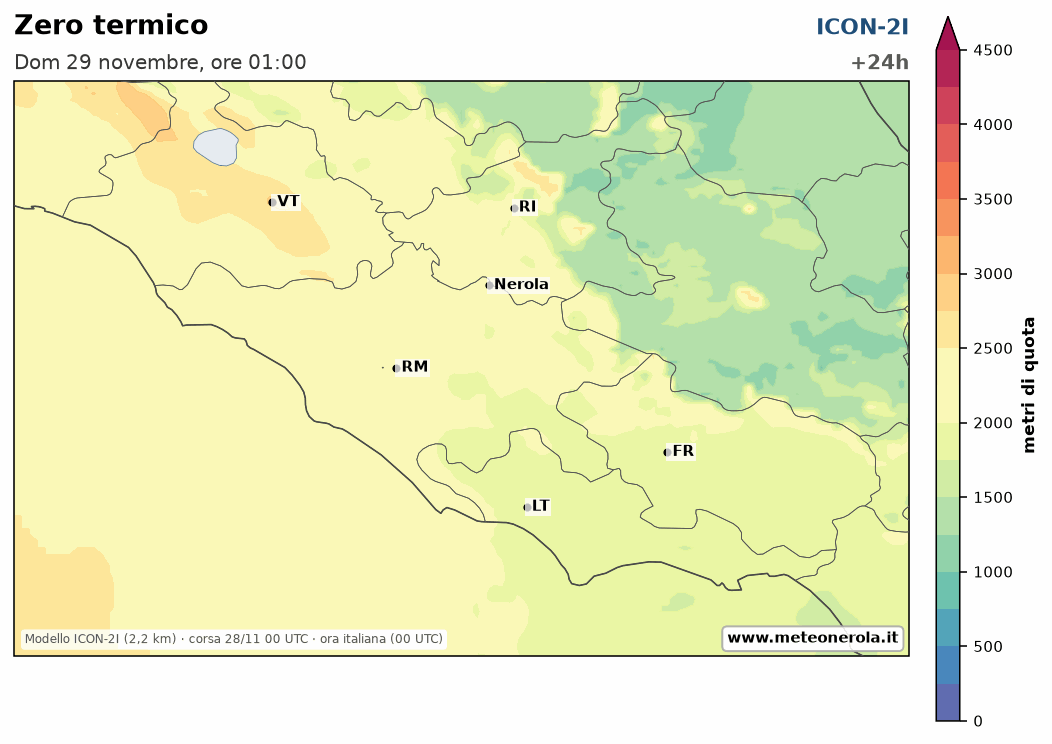 Zero termico
ICON-2I
Dom 29 novembre, ore 01:00
+24h
4500
4000
3500
3000
2500
2000
1500
1000
500
0
metri di quota
VT
RI
Nerola
RM
FR
LT
Modello ICON-2I (2,2 km) · corsa 28/11 00 UTC · ora italiana (00 UTC)
www.meteonerola.it